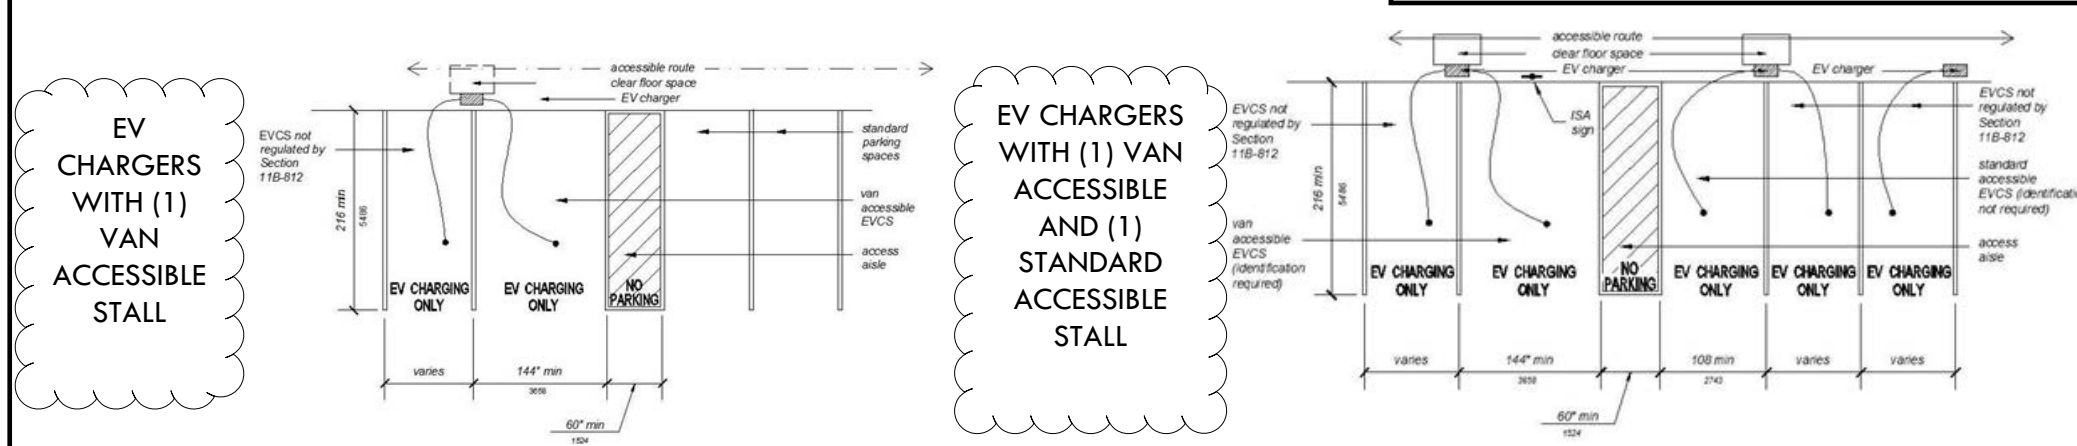 EV
CHARGERS
WITH (1)
VAN
ACCESSIBLE
STALL
accessible route
clear floor space
EV charger
EVCS not
regulated by
Section
11B-812
standard
parking
spaces
van
accessible
EVCS
access
aisle
216 min
5486
EV CHARGING
ONLY
EV CHARGING
ONLY
NO
PARKING
varies
144" min
3658
60" min
1524
EV CHARGERS
WITH (1) VAN
ACCESSIBLE
AND (1)
STANDARD
ACCESSIBLE
STALL
accessible route
clear floor space
EV charger
EV charger
EVCS not
regulated by
Section
11B-812
ISA
sign
EVCS not
regulated by
Section
11B-812
standard
accessible
EVCS (identificatio
not required)
van
accessible
EVCS
(identification
required)
access
aisle
216 min
5486
EV CHARGING
ONLY
EV CHARGING
ONLY
NO
PARKING
EV CHARGING
ONLY
EV CHARGING
ONLY
EV CHARGING
ONLY
varies
144" min
3658
108 min
2743
varies
varies
60" min
1524